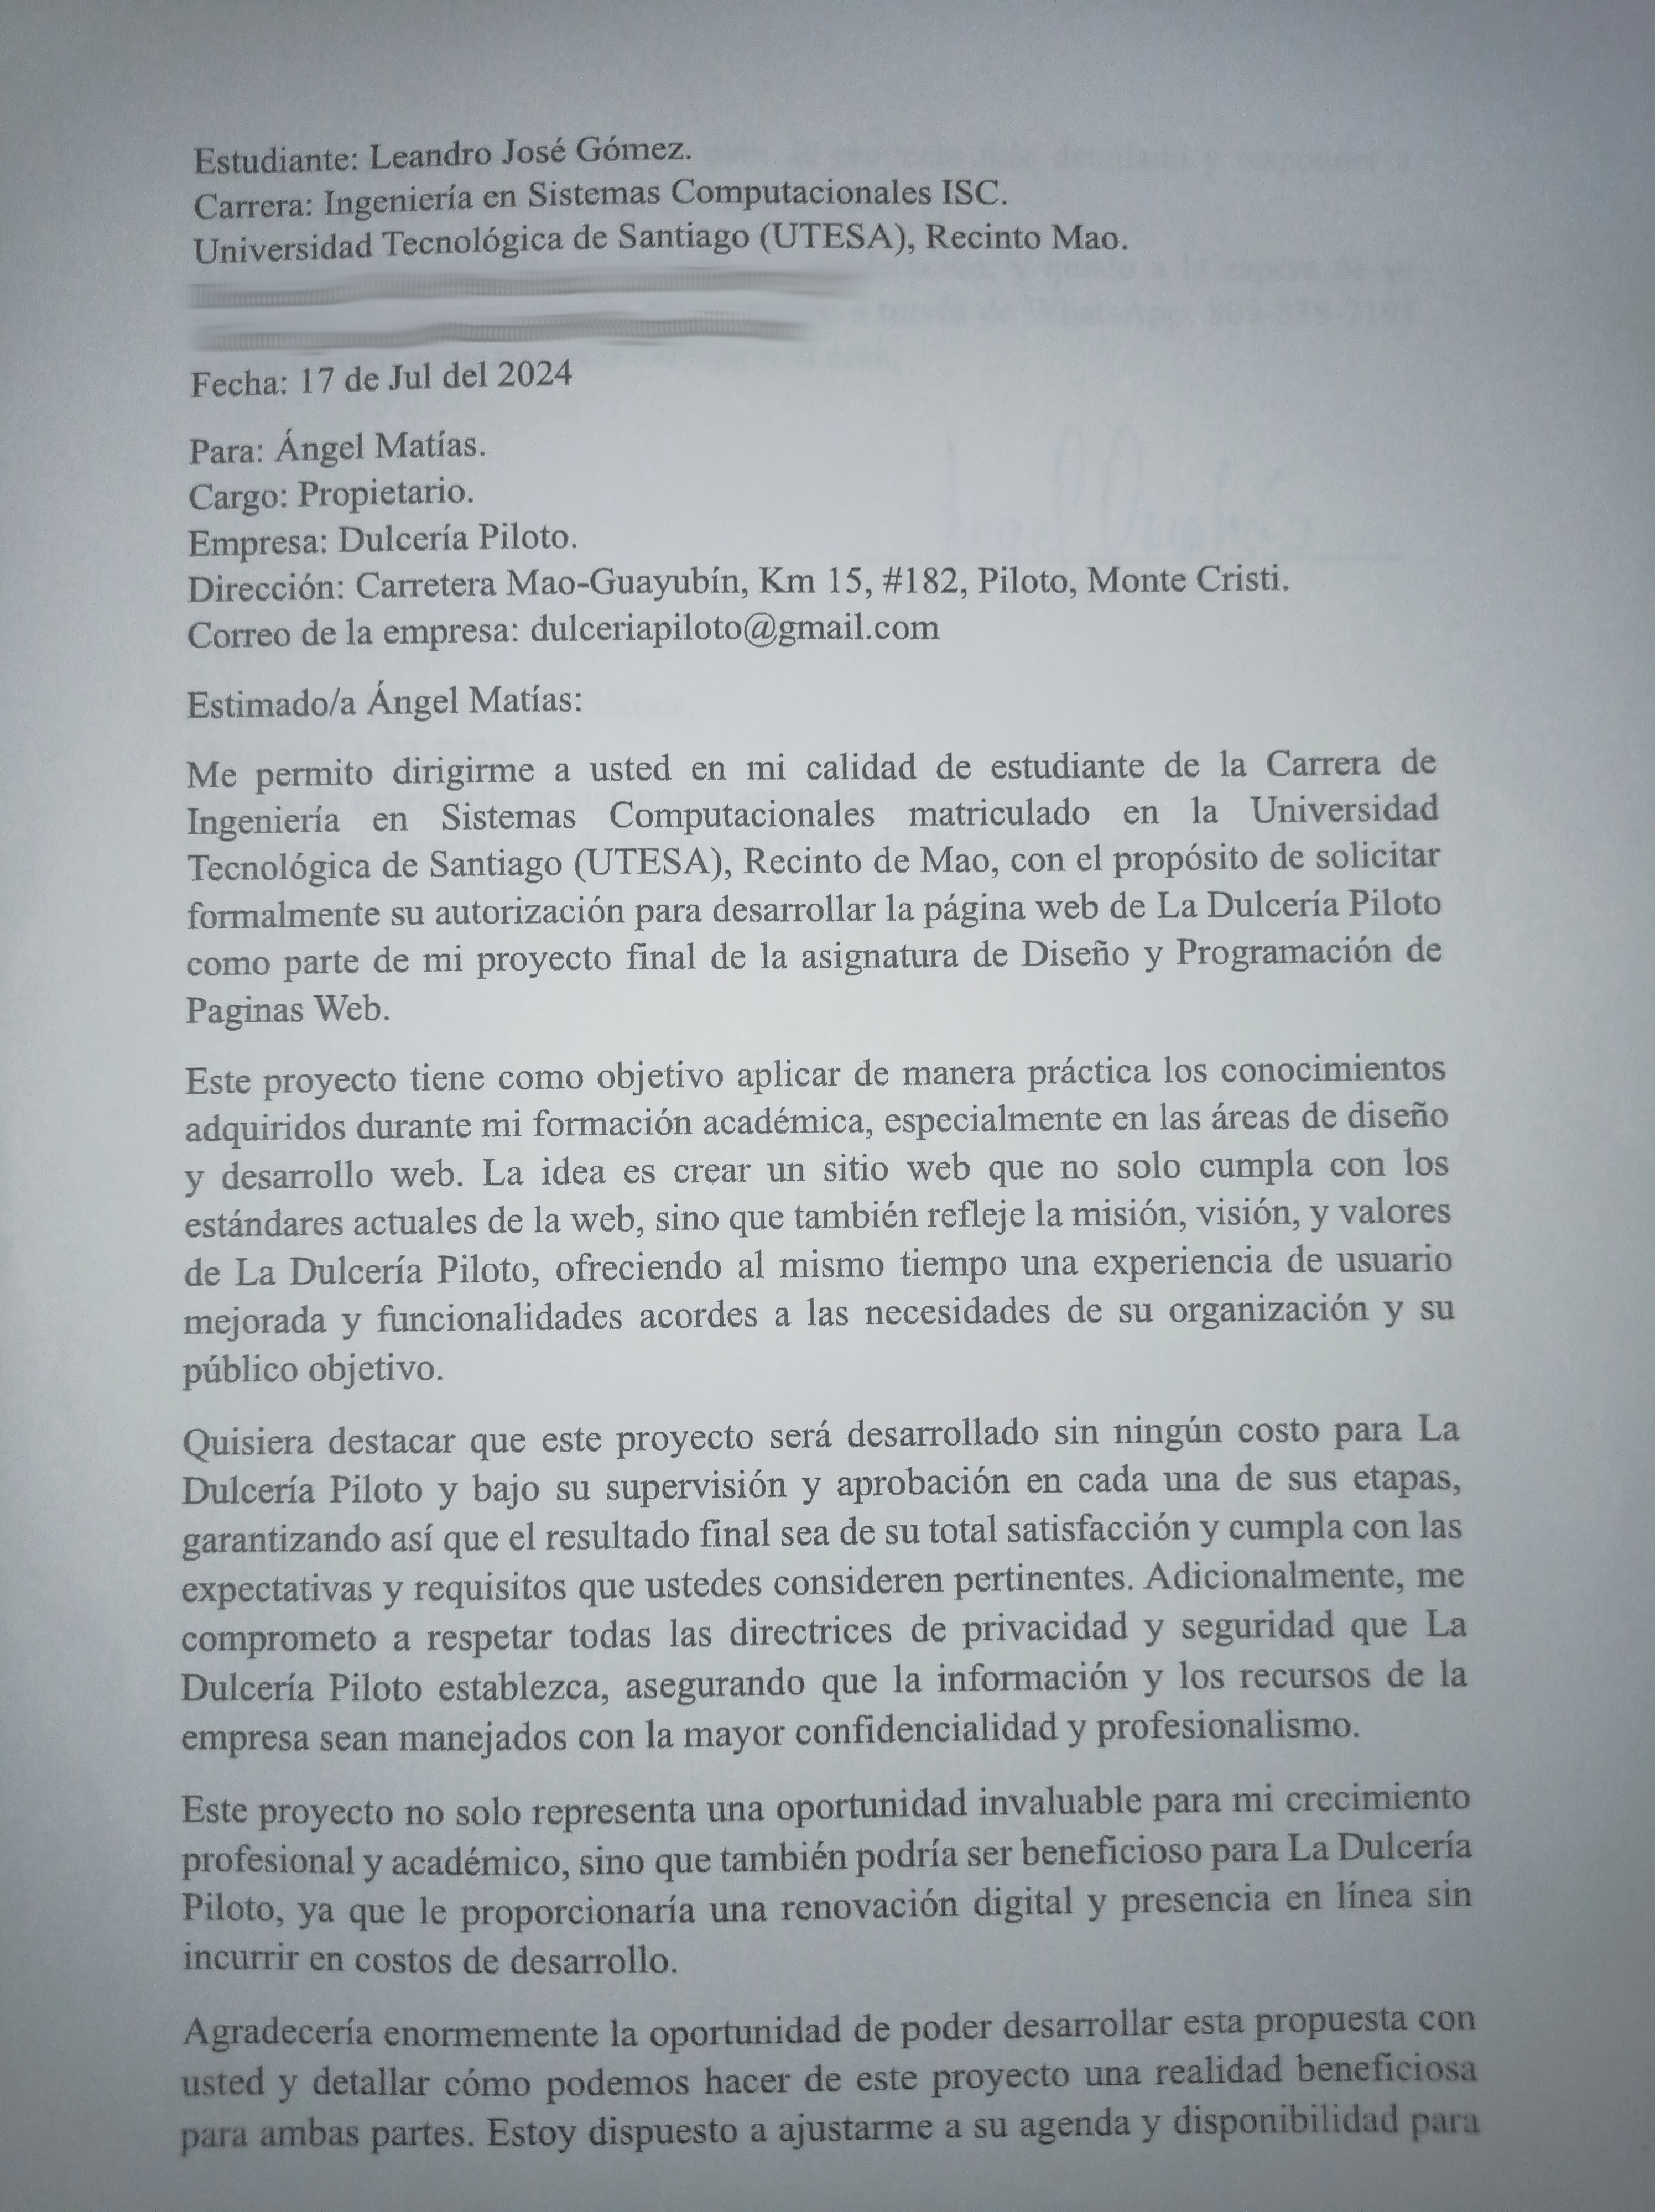 Estudiante: Leandro José Gómez.
Carrera: Ingeniería en Sistemas Computacionales ISC.
Universidad Tecnológica de Santiago (UTESA), Recinto Mao.
Fecha: 17 de Jul del 2024
Para: Ángel Matías.
Cargo: Propietario.
Empresa: Dulcería Piloto.
Dirección: Carretera Mao-Guayubín, Km 15, #182, Piloto, Monte Cristi.
Correo de la empresa: dulceriapiloto@gmail.com
Estimado/a Ángel Matías:
Me permito dirigirme a usted en mi calidad de estudiante de la Carrera de
Ingeniería en Sistemas Computacionales matriculado en la Universidad
Tecnológica de Santiago (UTESA), Recinto de Mao, con el propósito de solicitar
formalmente su autorización para desarrollar la página web de La Dulcería Piloto
como parte de mi proyecto final de la asignatura de Diseño y Programación de
Paginas Web.
Este proyecto tiene como objetivo aplicar de manera práctica los conocimientos
adquiridos durante mi formación académica, especialmente en las áreas de diseño
y desarrollo web. La idea es crear un sitio web que no solo cumpla con los
estándares actuales de la web, sino que también refleje la misión, visión, y valores
de La Dulcería Piloto, ofreciendo al mismo tiempo una experiencia de usuario
mejorada y funcionalidades acordes a las necesidades de su organización y su
público objetivo.
Quisiera destacar que este proyecto será desarrollado sin ningún costo para La
Dulcería Piloto y bajo su supervisión y aprobación en cada una de sus etapas,
garantizando así que el resultado final sea de su total satisfacción y cumpla con las
expectativas y requisitos que ustedes consideren pertinentes. Adicionalmente, me
comprometo a respetar todas las directrices de privacidad y seguridad que La
Dulcería Piloto establezca, asegurando que la información y los recursos de la
empresa sean manejados con la mayor confidencialidad y profesionalismo.
Este proyecto no solo representa una oportunidad invaluable para mi crecimiento
profesional y académico, sino que también podría ser beneficioso para La Dulcería
Piloto, ya que le proporcionaría una renovación digital y presencia en línea sin
incurrir en costos de desarrollo.
Agradecería enormemente la oportunidad de poder desarrollar esta propuesta con
usted y detallar cómo podemos hacer de este proyecto una realidad beneficiosa
para ambas partes. Estoy dispuesto a ajustarme a su agenda y disponibilidad para